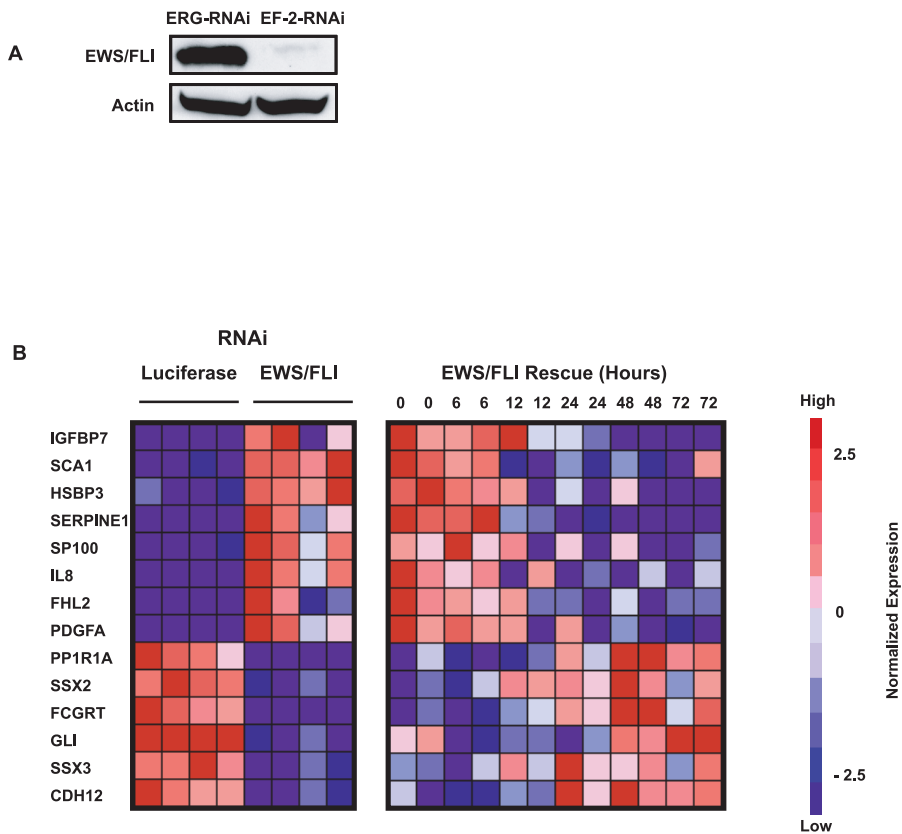 ERG-RNAi EF-2-RNAi
A
EWS/FLI
Actin
B
RNAi
Luciferase EWS/FLI
EWS/FLI Rescue (Hours)
0 0 6 6 12 12 24 24 48 48 72 72
IGFBP7
SCA1
HSBP3
SERPINE1
SP100
IL8
FHL2
PDGFA
PP1R1A
SSX2
FCGRT
GLI
SSX3
CDH12
High
2.5
0
- 2.5
Low
Normalized Expression